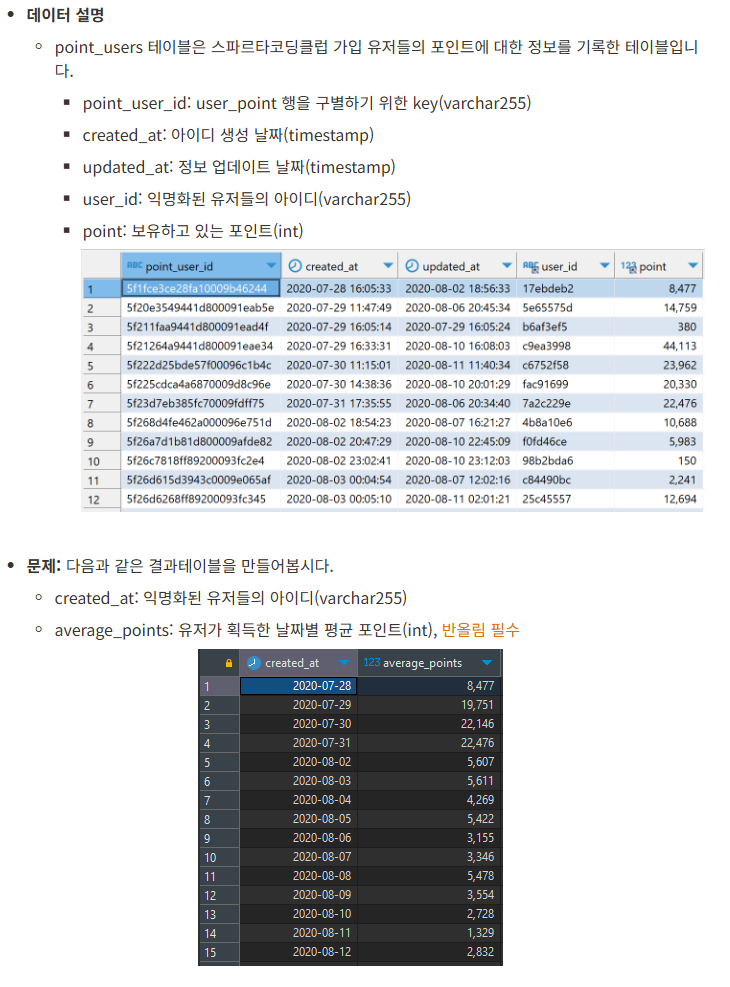 데이터 설명
point_users 테이블은 스파르타코딩클럽 가입 유저들의 포인트에 대한 정보를 기록한 테이블입니
다.
point_user_id: user_point 행을 구별하기 위한 key(varchar255)
created_at: 아이디 생성 날짜(timestamp)
updated_at: 정보 업데이트 날짜(timestamp)
user_id: 익명화된 유저들의 아이디(varchar255)
point: 보유하고 있는 포인트(int)
ABC point_user_id created_at updated_at ABC user_id 123 point
1 5f1fce3ce28fa10009b46244 2020-07-28 16:05:33 2020-08-02 18:56:33 17ebdeb2 8,477
2 5f20e3549441d800091eab5e 2020-07-29 11:47:49 2020-08-06 20:45:34 5e65575d 14,759
3 5f211faa9441d800091ead4f 2020-07-29 16:05:14 2020-07-29 16:05:24 b6af3ef5 380
4 5f21264a9441d800091eae34 2020-07-29 16:33:31 2020-08-10 16:08:03 c9ea3998 44,113
5 5f222d25bde57f00096c1b4c 2020-07-30 11:15:01 2020-08-11 11:40:34 c6752f58 23,962
6 5f225cdca4a6870009d8c96e 2020-07-30 14:38:36 2020-08-10 20:01:29 fac91699 20,330
7 5f23d7eb385fc70009fdff75 2020-07-31 17:35:55 2020-08-06 20:34:40 7a2c229e 22,476
8 5f268d4fe462a000096e751d 2020-08-02 18:54:23 2020-08-07 16:21:27 4b8a10e6 10,688
9 5f26a7d1b81d800009afde82 2020-08-02 20:47:29 2020-08-10 22:45:09 f0fd46ce 5,983
10 5f26c7818ff89200093fc2e4 2020-08-02 23:02:41 2020-08-10 23:12:03 98b2bda6 150
11 5f26d615d3943c0009e065af 2020-08-03 00:04:54 2020-08-07 12:02:16 c84490bc 2,241
12 5f26d6268ff89200093fc345 2020-08-03 00:05:10 2020-08-11 02:01:21 25c45557 12,694
문제: 다음과 같은 결과테이블을 만들어봅시다.
created_at: 익명화된 유저들의 아이디(varchar255)
average_points: 유저가 획득한 날짜별 평균 포인트(int), 반올림 필수
created_at 123 average_points
1 2020-07-28 8,477
2 2020-07-29 19,751
3 2020-07-30 22,146
4 2020-07-31 22,476
5 2020-08-02 5,607
6 2020-08-03 5,611
7 2020-08-04 4,269
8 2020-08-05 5,422
9 2020-08-06 3,155
10 2020-08-07 3,346
11 2020-08-08 5,478
12 2020-08-09 3,554
13 2020-08-10 2,728
14 2020-08-11 1,329
15 2020-08-12 2,832